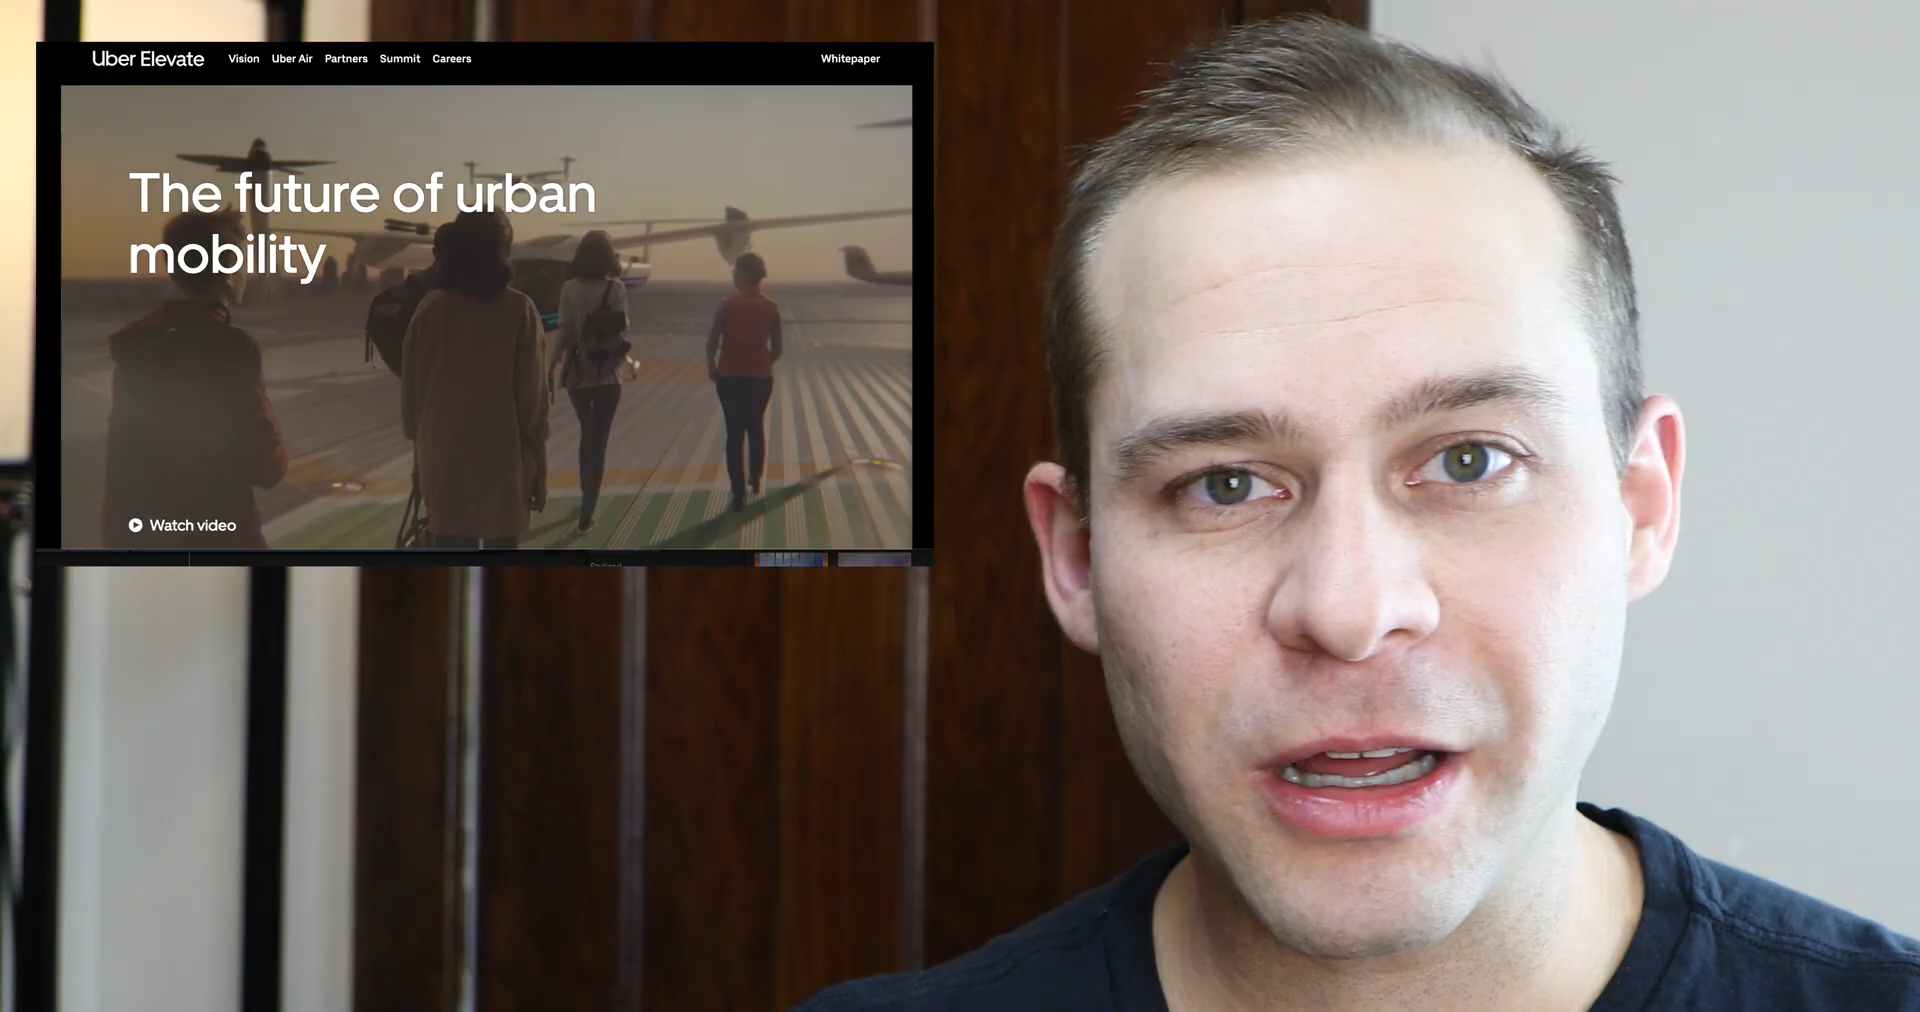 Uber Elevate Vision Uber Air Partners Summit Careers Whitepaper
The future of urban
mobility
Watch video